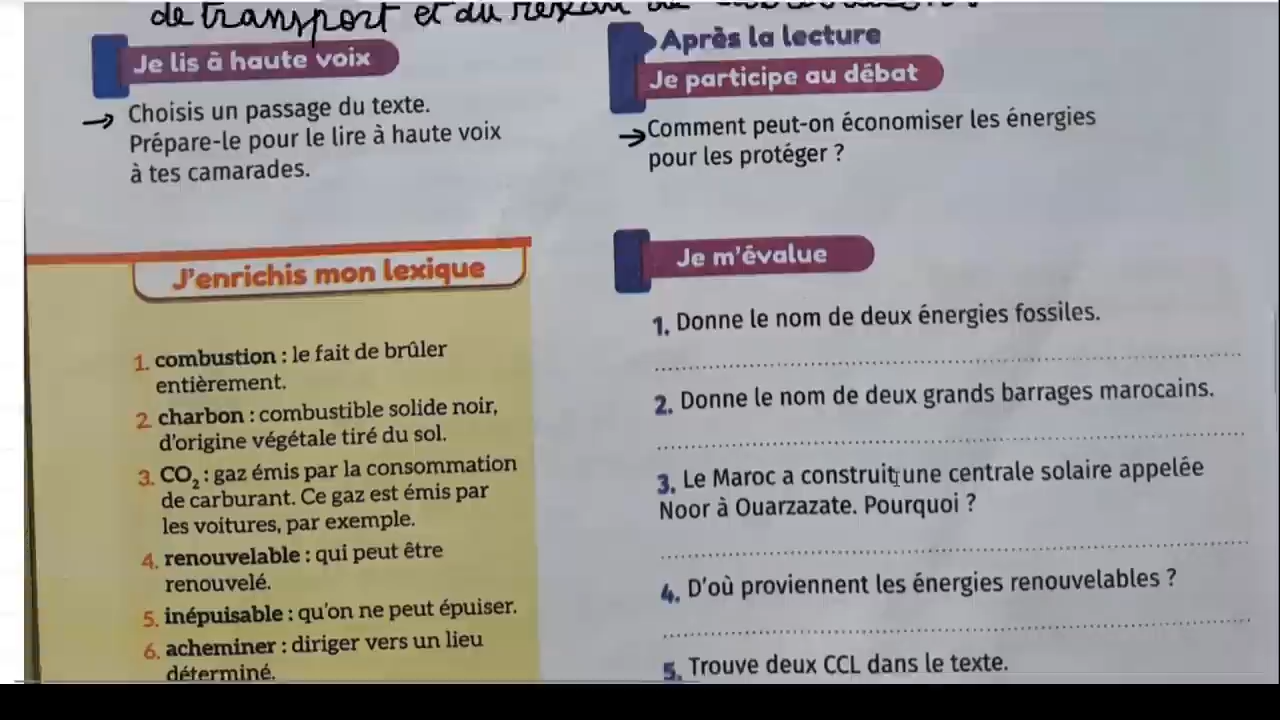 de transport et du réseau de
Je lis à haute voix
Choisis un passage du texte.
Prépare-le pour le lire à haute voix
à tes camarades.
J'enrichis mon lexique
1. combustion : le fait de brûler
entièrement.
2. charbon : combustible solide noir,
d'origine végétale tiré du sol.
3. CO₂ : gaz émis par la consommation
de carburant. Ce gaz est émis par
les voitures, par exemple.
4. renouvelable : qui peut être
renouvelé.
5. inépuisable : qu'on ne peut épuiser.
6. acheminer : diriger vers un lieu
déterminé.
Après la lecture
Je participe au débat
Comment peut-on économiser les énergies
pour les protéger ?
Je m'évalue
1. Donne le nom de deux énergies fossiles.
2. Donne le nom de deux grands barrages marocains.
3. Le Maroc a construit une centrale solaire appelée
Noor à Ouarzazate. Pourquoi ?
4. D'où proviennent les énergies renouvelables ?
5. Trouve deux CCL dans le texte.